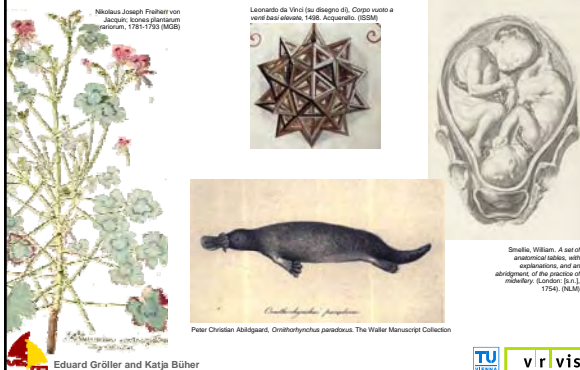 Nikolaus Joseph Freiherr von
Jacquin; Icones plantarum
rariorum, 1781-1793 (MGB)
Leonardo da Vinci (su disegno di), Corpo vuoto a
venti basi elevate, 1498. Acquerello. (ISSM)
Smellie, William. A set of
anatomical tables, with
explanations, and an
abridgment, of the practice of
midwifery. (London: [s.n.],
1754). (NLM)
Ornithorhynchus paradoxus.
Peter Christian Abildgaard, Ornithorhynchus paradoxus. The Waller Manuscript Collection
Eduard Gröller and Katja Büher
TU
VIENNA
vrvis